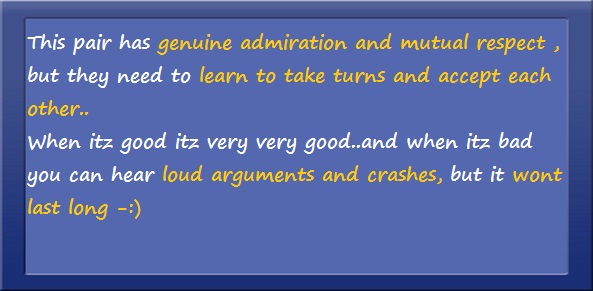 This pair has genuine admiration and mutual respect ,
but they need to learn to take turns and accept each
other..
When itz good itz very very good..and when itz bad
you can hear loud arguments and crashes, but it wont
last long -:)